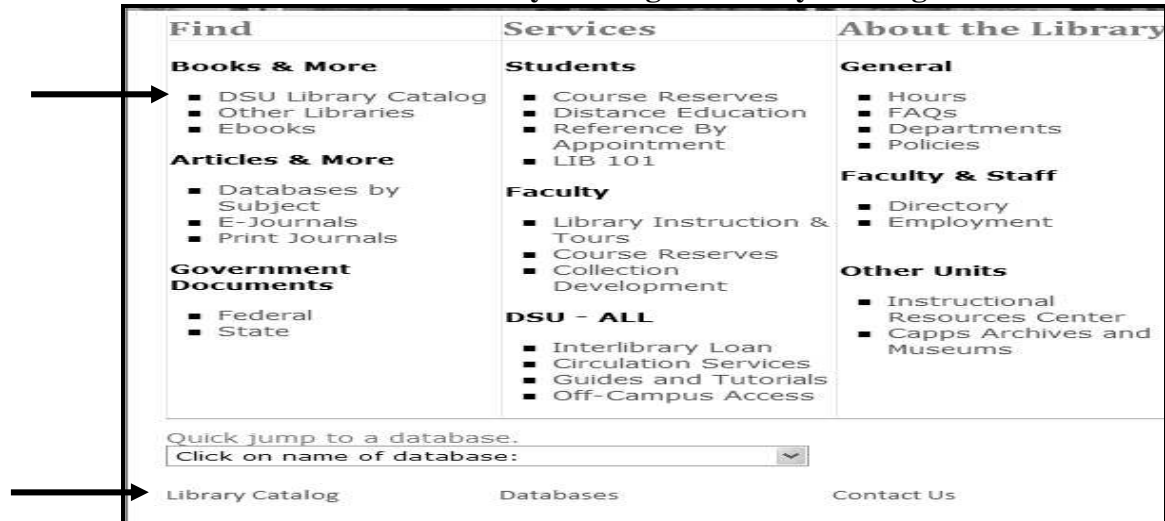 Find
Books & More
DSU Library Catalog
Other Libraries
Ebooks
Articles & More
Databases by
Subject
E-Journals
Print Journals
Government
Documents
Federal
State
Services
Students
Course Reserves
Distance Education
Reference By
Appointment
LIB 101
Faculty
Library Instruction &
Tours
Course Reserves
Collection
Development
DSU - ALL
Interlibrary Loan
Circulation Services
Guides and Tutorials
Off-Campus Access
About the Library
General
Hours
FAQs
Departments
Policies
Faculty & Staff
Directory
Employment
Other Units
Instructional
Resources Center
Capps Archives and
Museums
Quick jump to a database.
Click on name of database:
Library Catalog
Databases
Contact Us